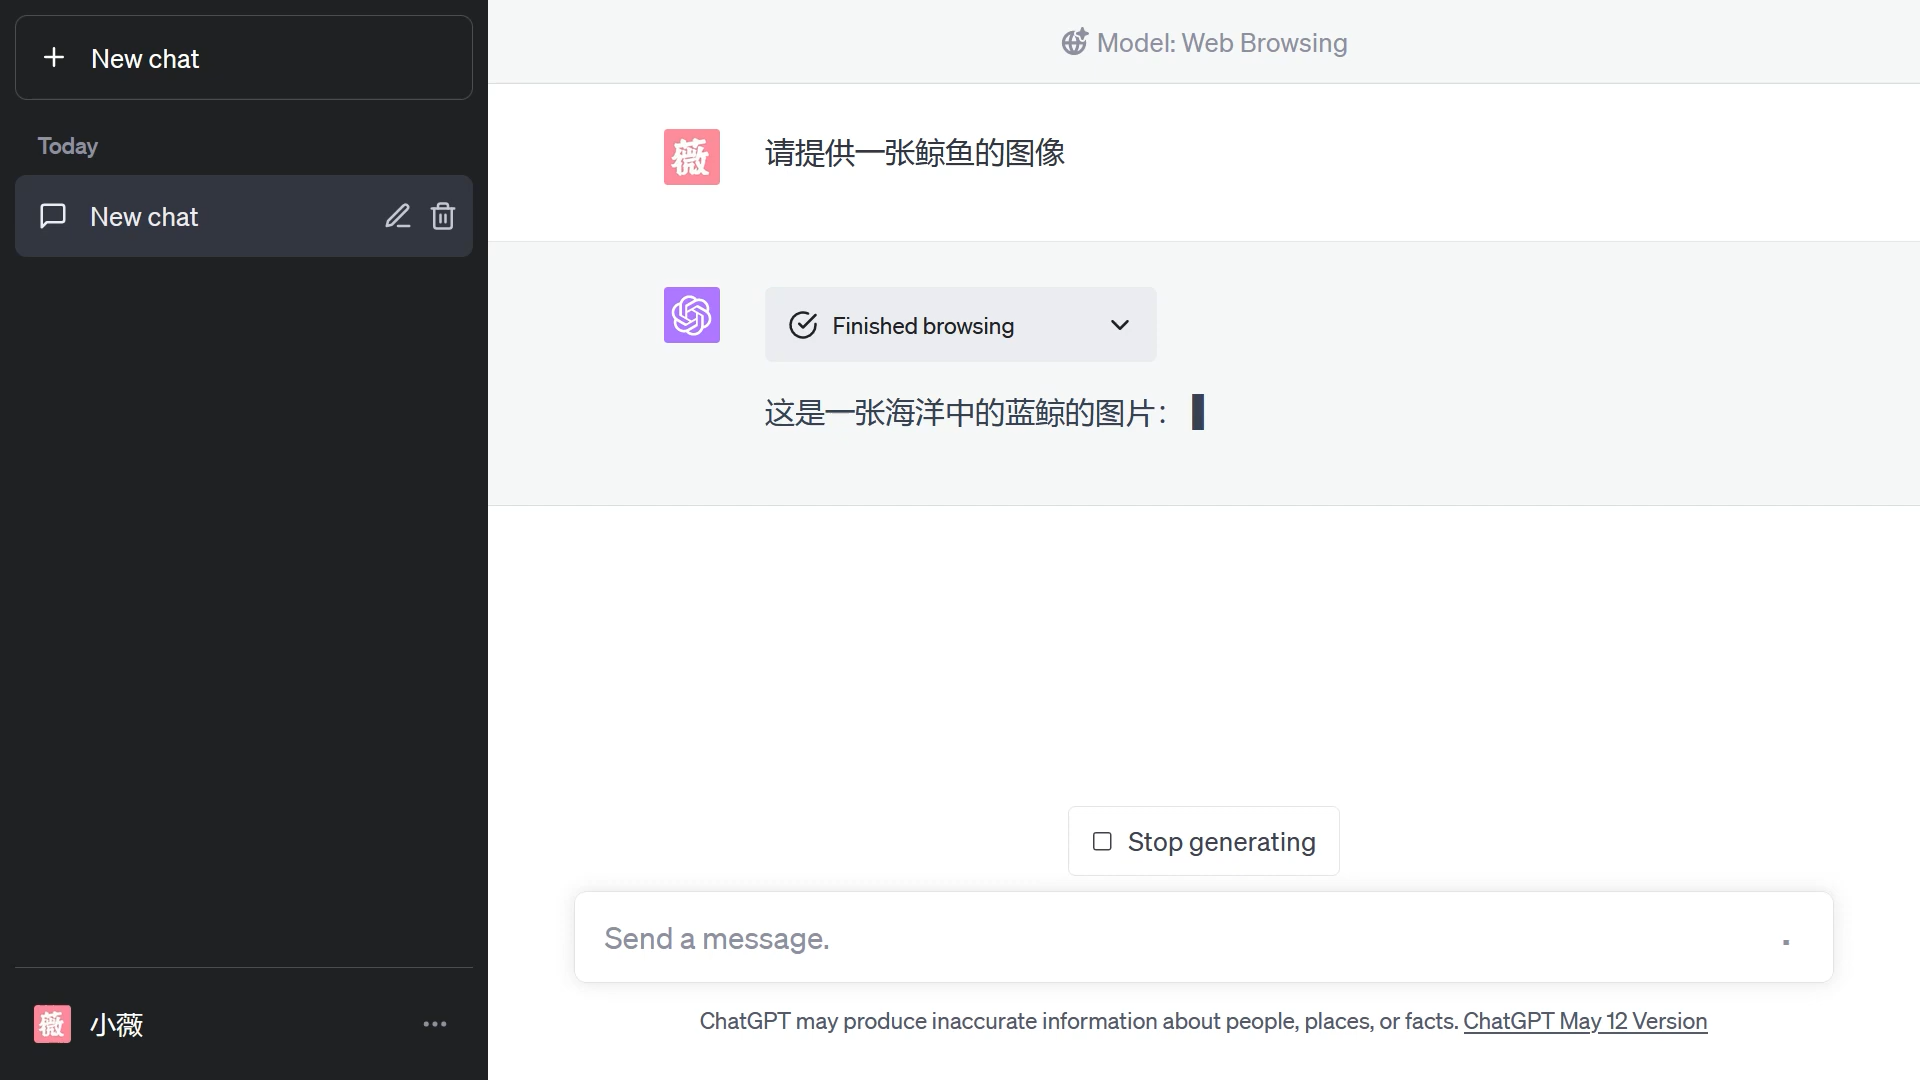 New chat
Today
New chat
薇
小薇
Model: Web Browsing
薇
请提供一张鲸鱼的图像
Finished browsing
这是一张海洋中的蓝鲸的图片：
Stop generating
Send a message.
ChatGPT may produce inaccurate information about people, places, or facts. ChatGPT May 12 Version